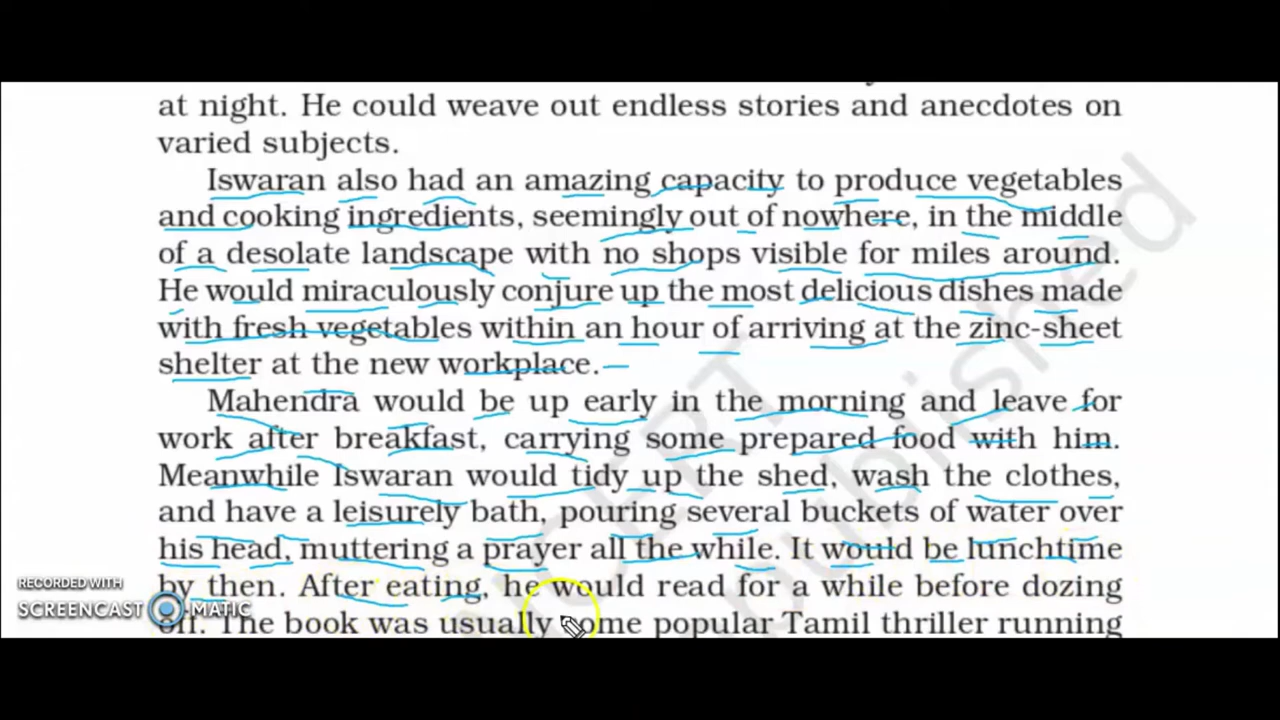 at night. He could weave out endless stories and anecdotes on
varied subjects.
Iswaran also had an amazing capacity to produce vegetables
and cooking ingredients, seemingly out of nowhere, in the middle
of a desolate landscape with no shops visible for miles around.
He would miraculously conjure up the most delicious dishes made
with fresh vegetables within an hour of arriving at the zinc-sheet
shelter at the new workplace.
Mahendra would be up early in the morning and leave for
work after breakfast, carrying some prepared food with him.
Meanwhile Iswaran would tidy up the shed, wash the clothes,
and have a leisurely bath, pouring several buckets of water over
his head, muttering a prayer all the while. It would be lunchtime
by then. After eating, he would read for a while before dozing
off. The book was usually some popular Tamil thriller running
RECORDED WITH
SCREENCAST MATIC
NCERT
published